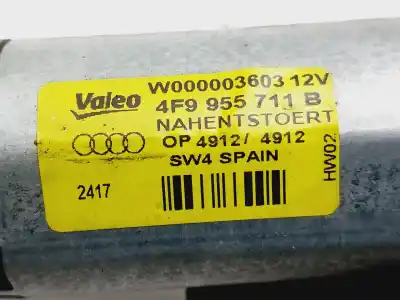 Valeo
W000003603 12V
4F9 955 711 B
NAHENTSTOERT
OP 4912/ 4912
SW4 SPAIN
2417
HW02